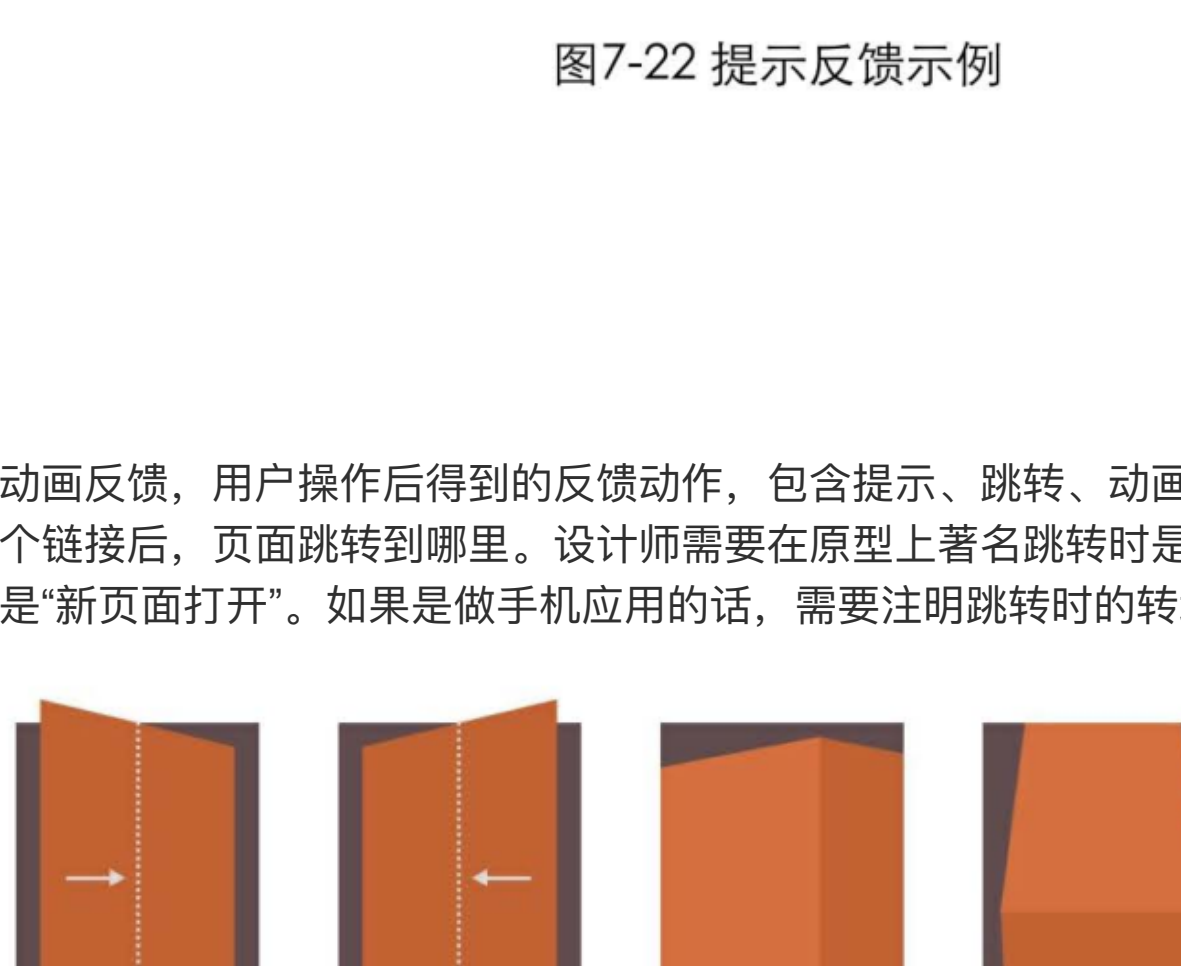 图7-22 提示反馈示例
动画反馈，用户操作后得到的反馈动作，包含提示、跳转、动画
个链接后，页面跳转到哪里。设计师需要在原型上著名跳转时是
是“新页面打开”。如果是做手机应用的话，需要注明跳转时的转